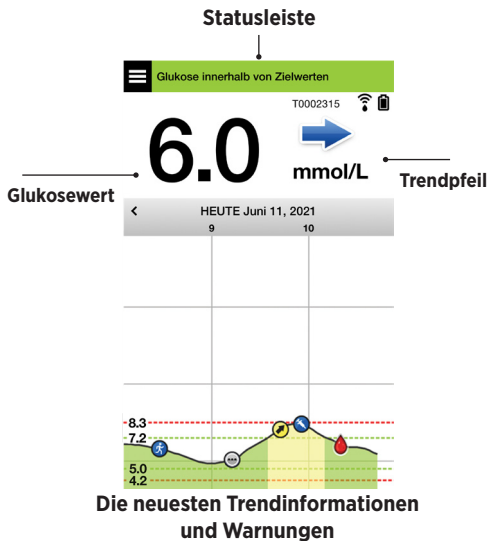 Statusleiste
Glukose innerhalb von Zielwerten
T0002315
6.0
mmol/L
Glukosewert
Trendpfeil
< HEUTE Juni 11, 2021
9 10
8.3
7.2
5.0
4.2
Die neuesten Trendinformationen
und Warnungen